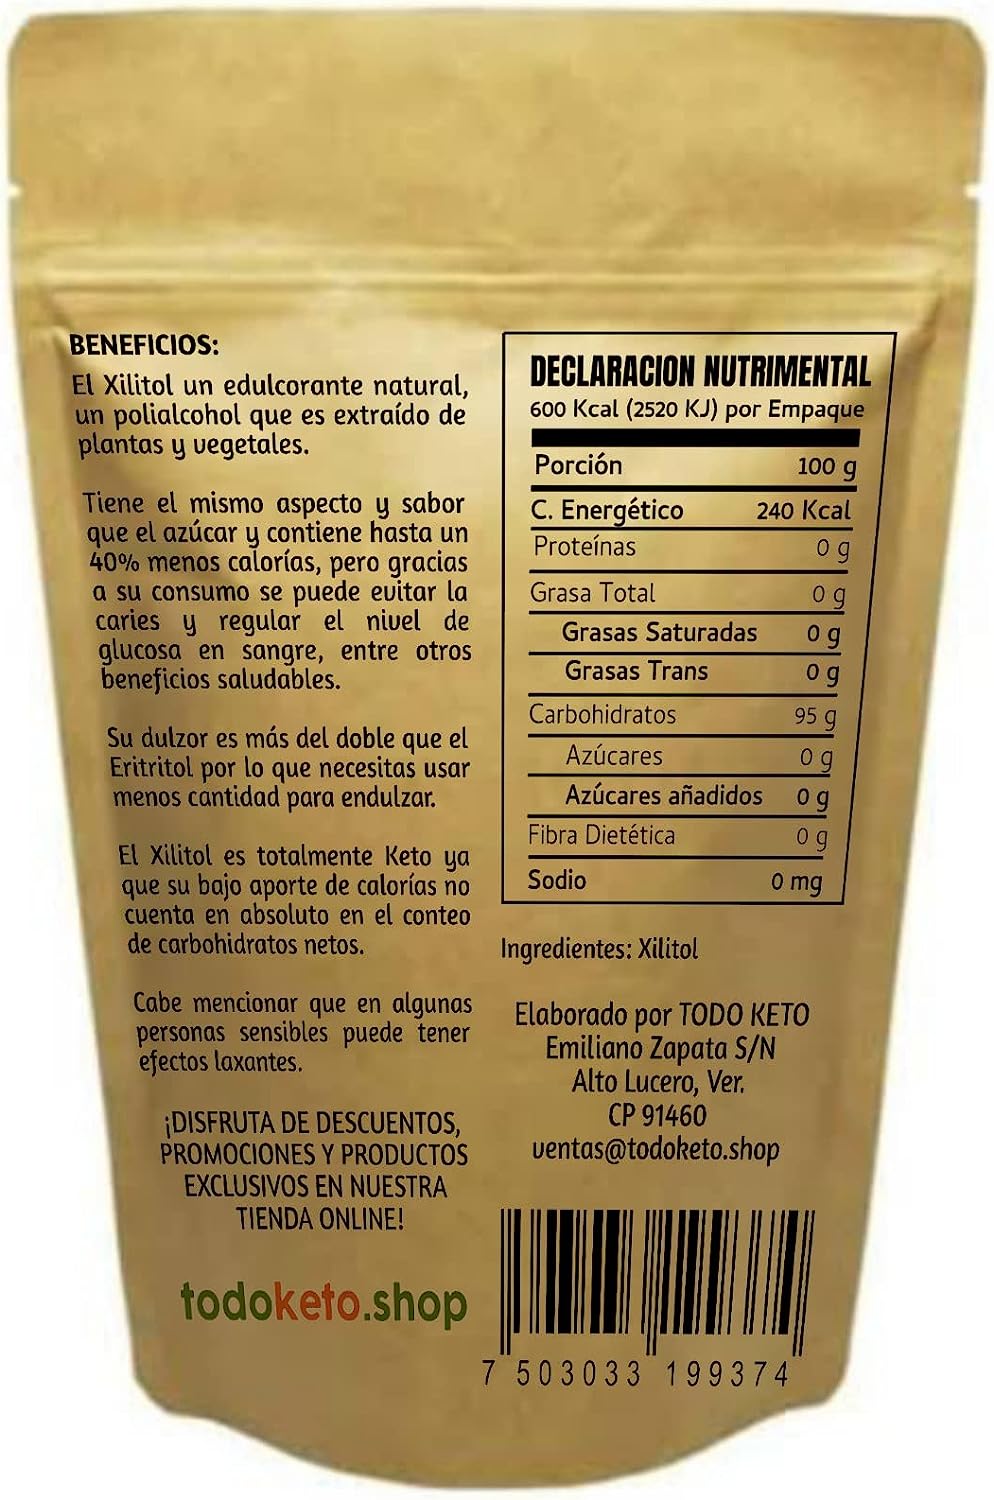 BENEFICIOS:
El Xilitol un edulcorante natural,
un polialcohol que es extraído de
plantas y vegetales.
Tiene el mismo aspecto y sabor
que el azúcar y contiene hasta un
40% menos calorías, pero gracias
a su consumo se puede evitar la
caries y regular el nivel de
glucosa en sangre, entre otros
beneficios saludables.
Su dulzor es más del doble que el
Eritritol por lo que necesitas usar
menos cantidad para endulzar.
El Xilitol es totalmente Keto ya
que su bajo aporte de calorías no
cuenta en absoluto en el conteo
de carbohidratos netos.
Cabe mencionar que en algunas
personas sensibles puede tener
efectos laxantes.
¡DISFRUTA DE DESCUENTOS,
PROMOCIONES Y PRODUCTOS
EXCLUSIVOS EN NUESTRA
TIENDA ONLINE!
todoketo.shop
DECLARACION NUTRIMENTAL
600 Kcal (2520 KJ) por Empaque
Porción 100 g
C. Energético 240 Kcal
Proteínas 0 g
Grasa Total 0 g
Grasas Saturadas 0 g
Grasas Trans 0 g
Carbohidratos 95 g
Azúcares 0 g
Azúcares añadidos 0 g
Fibra Dietética 0 g
Sodio 0 mg
Ingredientes: Xilitol
Elaborado por TODO KETO
Emiliano Zapata S/N
Alto Lucero, Ver.
CP 91460
ventas@todoketo.shop
7 503033 199374